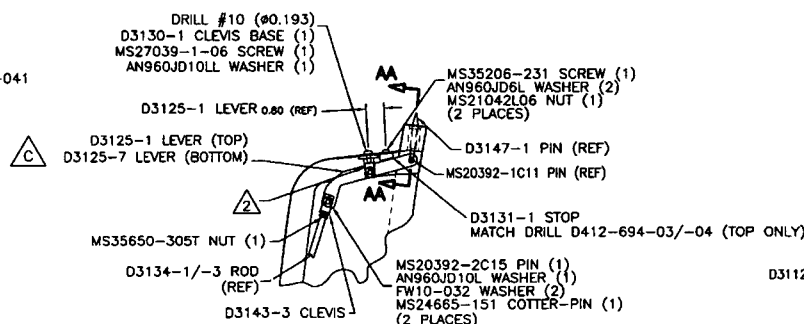 DRILL #10 (Ø0.193)
D3130-1 CLEVIS BASE (1)
MS27039-1-06 SCREW (1)
AN960JD10LL WASHER (1)
-041
AA
MS35206-231 SCREW (1)
AN960JD6L WASHER (2)
MS21042L06 NUT (1)
(2 PLACES)
D3125-1 LEVER 0.80 (REF)
C
D3125-1 LEVER (TOP)
D3125-7 LEVER (BOTTOM)
D3147-1 PIN (REF)
MS20392-1C11 PIN (REF)
AA
2
D3131-1 STOP
MATCH DRILL D412-694-03/-04 (TOP ONLY)
MS35650-305T NUT (1)
D3134-1/-3 ROD
(REF)
D3143-3 CLEVIS
MS20392-2C15 PIN (1)
AN960JD10L WASHER (1)
FW10-032 WASHER (2)
MS24665-151 COTTER-PIN (1)
(2 PLACES)
D3112